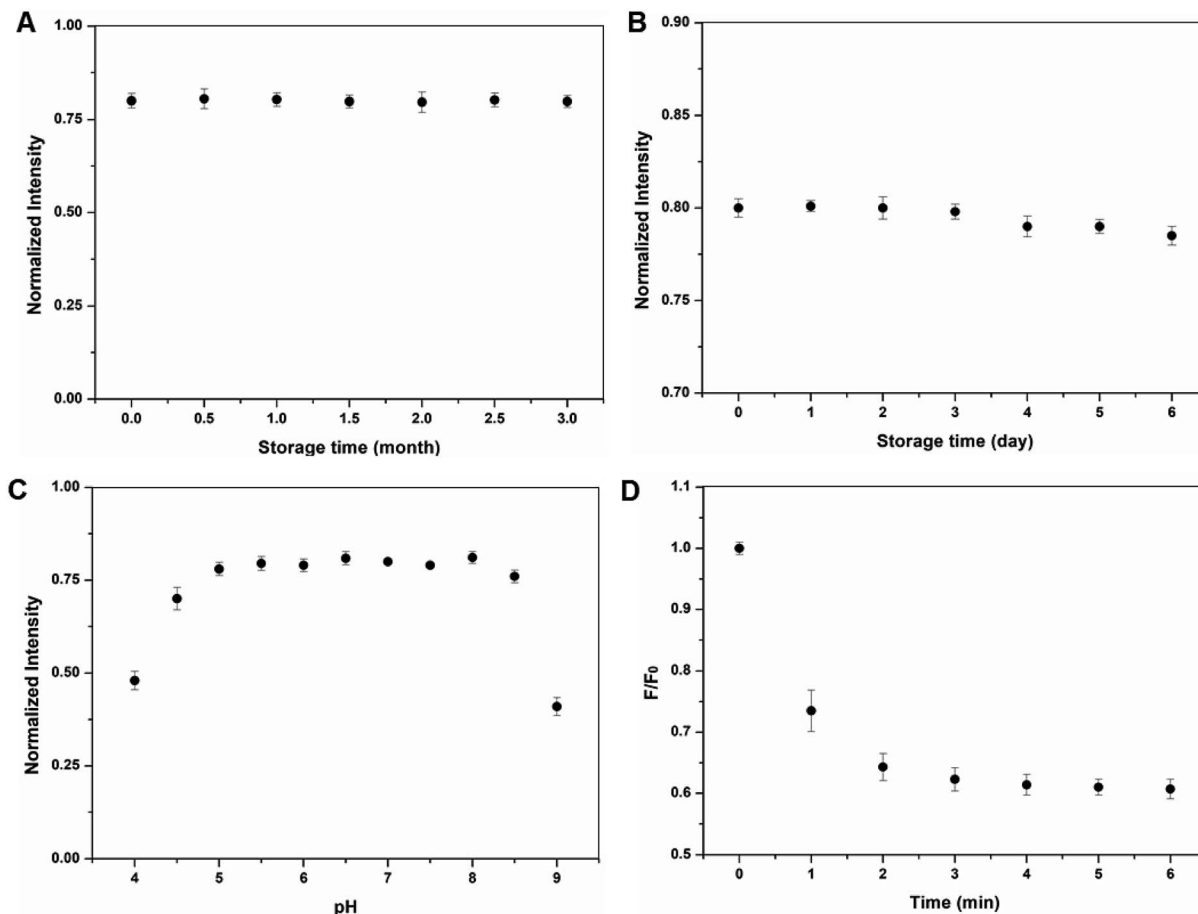 A
1.00
0.75
0.50
0.25
0.00
Normalized Intensity
0.0 0.5 1.0 1.5 2.0 2.5 3.0
Storage time (month)
B
0.90
0.85
0.80
0.75
0.70
Normalized Intensity
0 1 2 3 4 5 6
Storage time (day)
C
1.00
0.75
0.50
0.25
0.00
Normalized Intensity
4 5 6 7 8 9
pH
D
1.1
1.0
0.9
0.8
0.7
0.6
0.5
F/F0
0 1 2 3 4 5 6
Time (min)